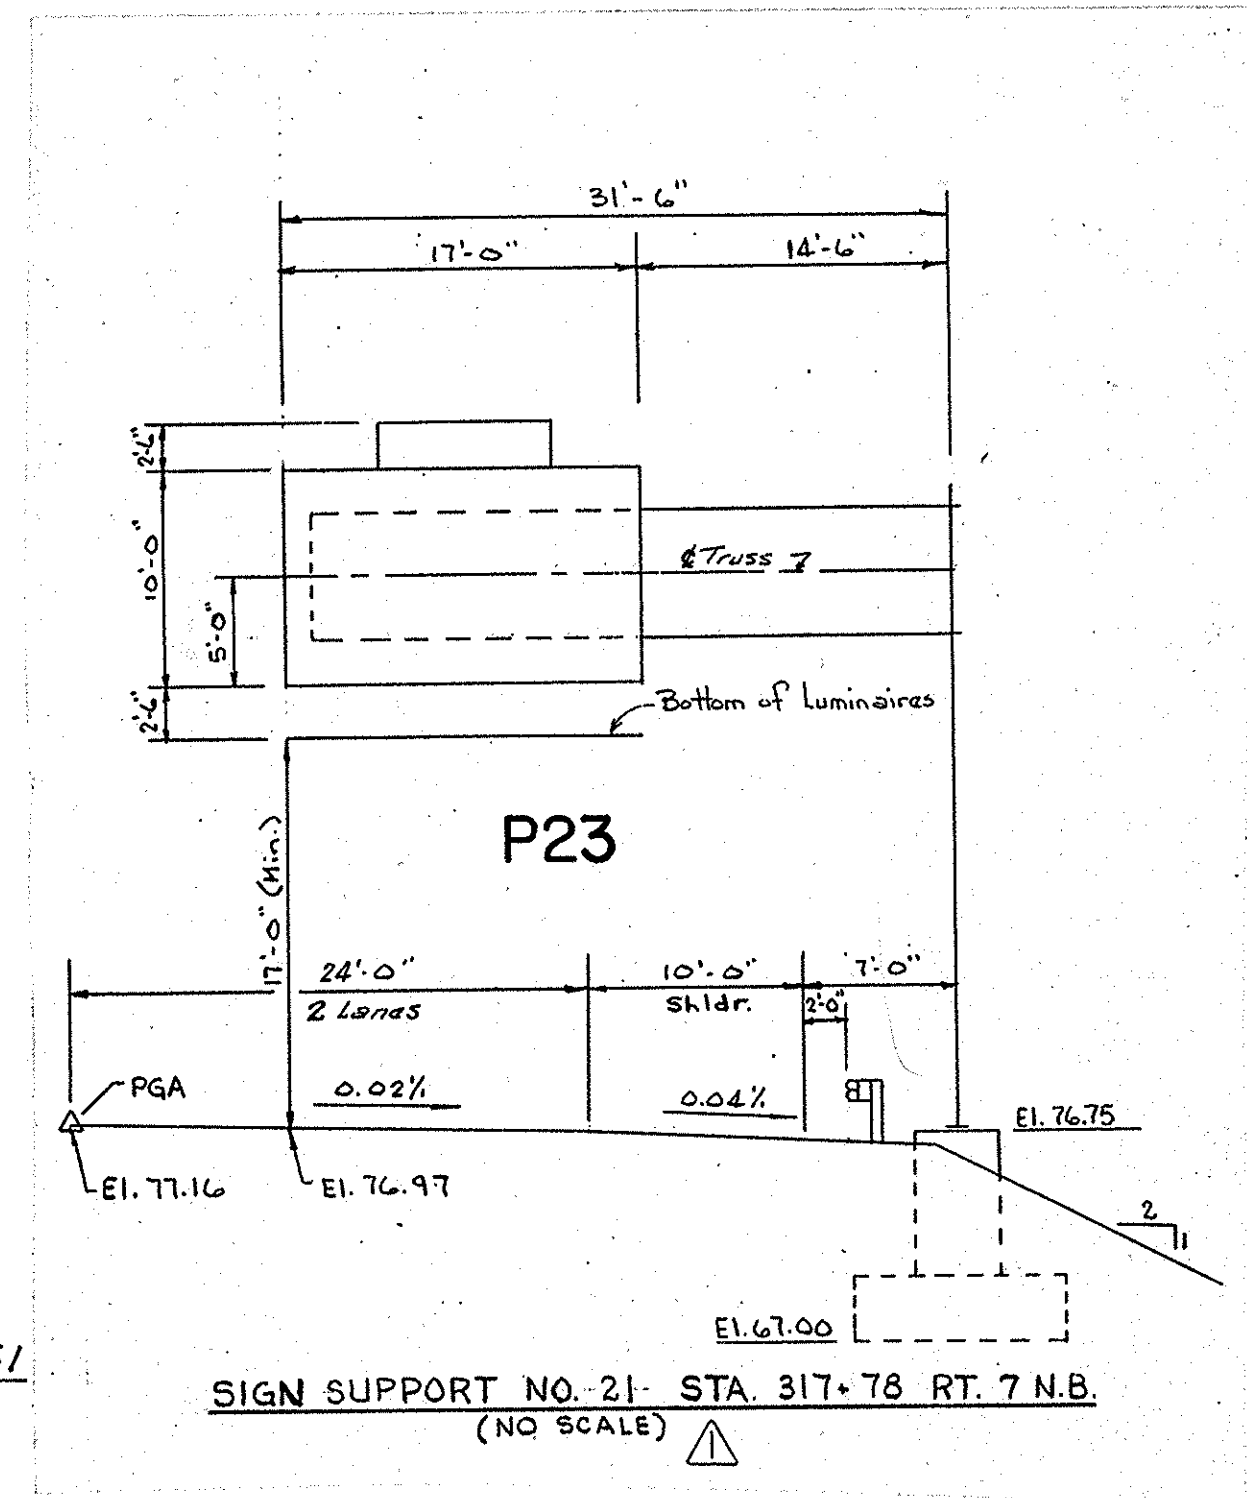 31'-6"
17'-0"
14'-6"
2'-6"
10'-0"
5'-0"
2'-6"
℄ Truss
Bottom of Luminaires
P23
17'-0" (Min.)
24'-0"
2 Lanes
10'-0"
Shldr.
7'-0"
2'-0"
PGA
0.02%
0.04%
El. 76.75
El. 77.16
El. 76.97
2
1
El. 67.00
SIGN SUPPORT NO. 21 - STA. 317+78 RT. 7 N.B.
(NO SCALE)
1